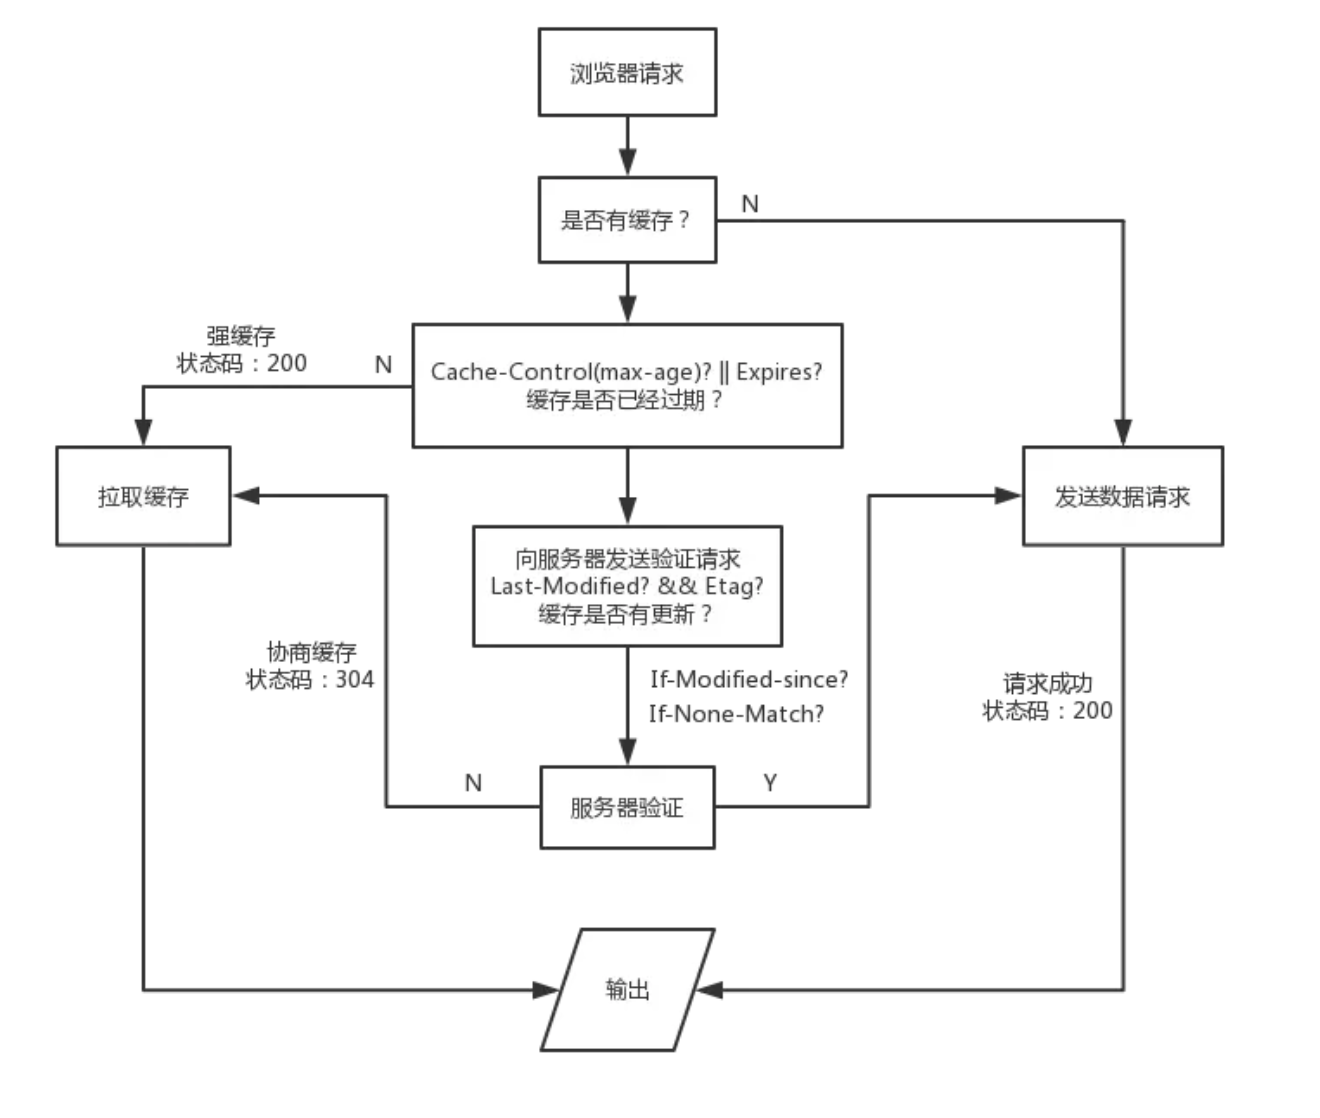 浏览器请求
是否有缓存？
N
强缓存
状态码：200
N
Cache-Control(max-age)? || Expires?
缓存是否已经过期？
拉取缓存
发送数据请求
向服务器发送验证请求
Last-Modified? && Etag?
缓存是否有更新？
协商缓存
状态码：304
If-Modified-since?
If-None-Match?
请求成功
状态码：200
N
Y
服务器验证
输出